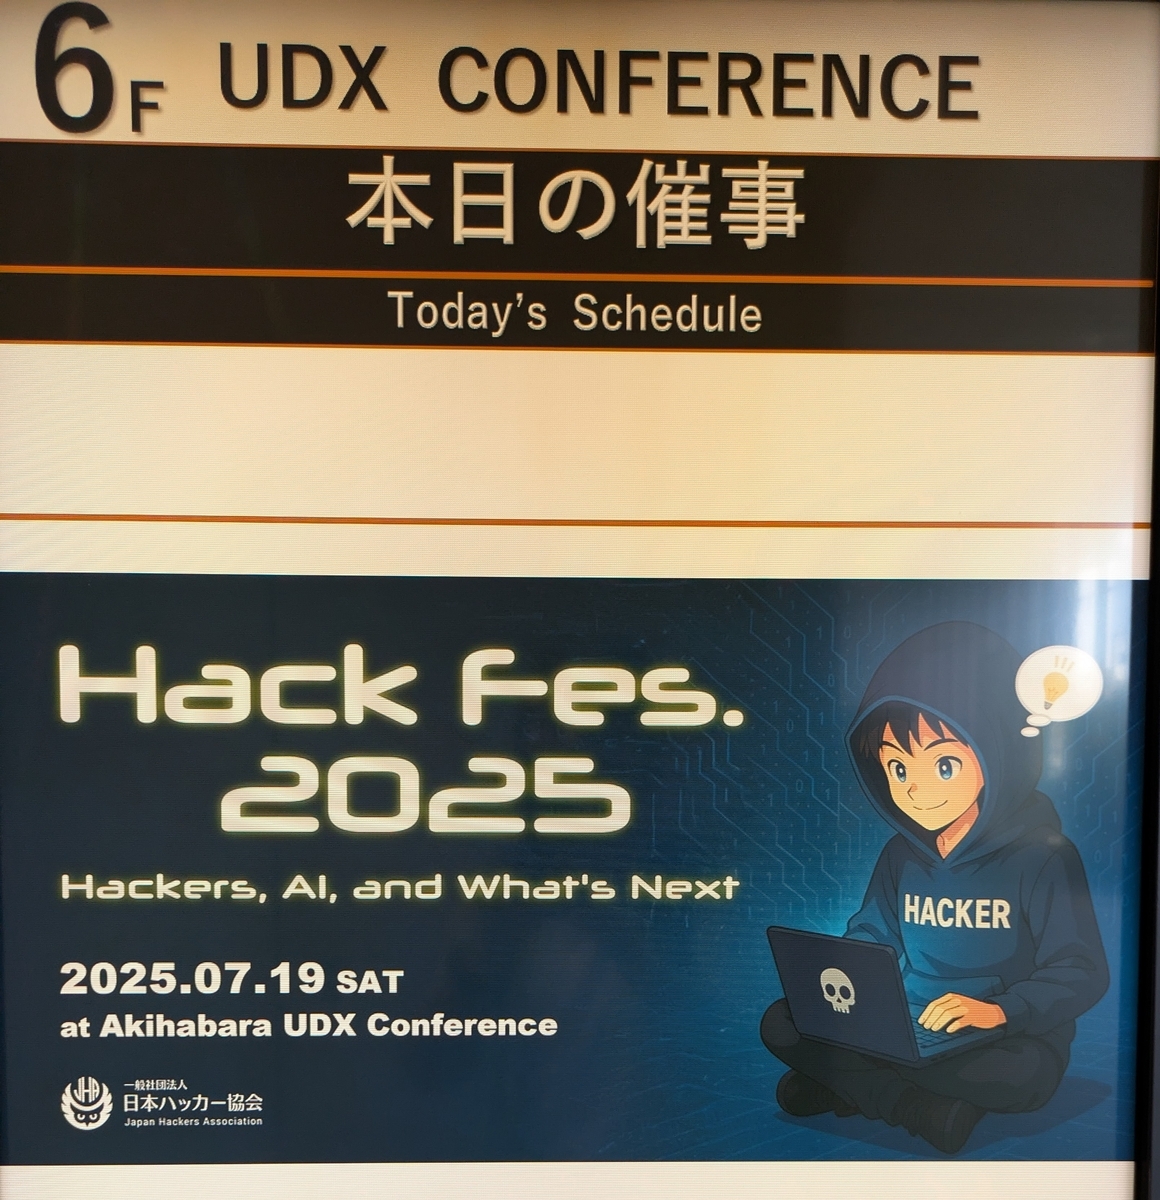 6F UDX CONFERENCE
本日の催事
Today's Schedule
Hack Fes.
2025
Hackers, AI, and What's Next
HACKER
2025.07.19 SAT
at Akihabara UDX Conference
JHA
一般社団法人
日本ハッカー協会
Japan Hackers Association